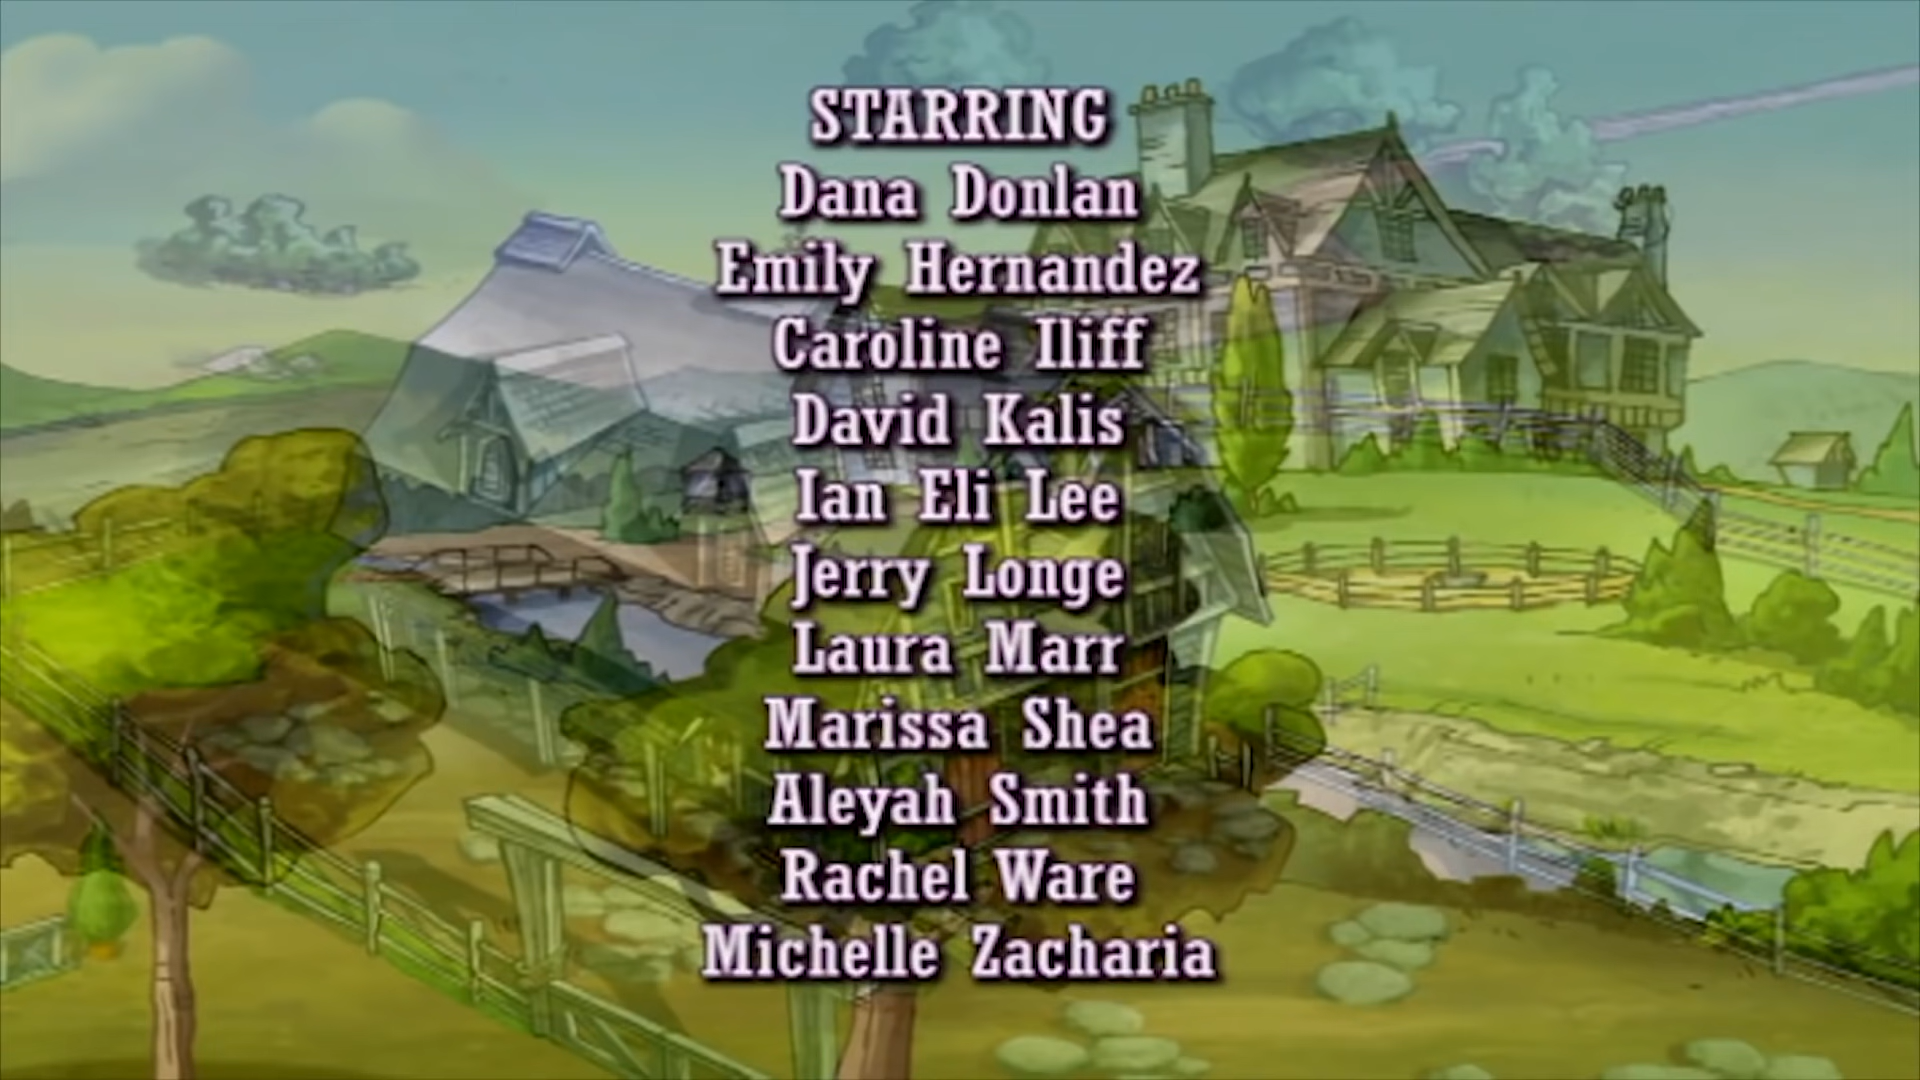 STARRING
Dana Donlan
Emily Hernandez
Caroline Iliff
David Kalis
Ian Eli Lee
Jerry Longe
Laura Marr
Marissa Shea
Aleyah Smith
Rachel Ware
Michelle Zacharia